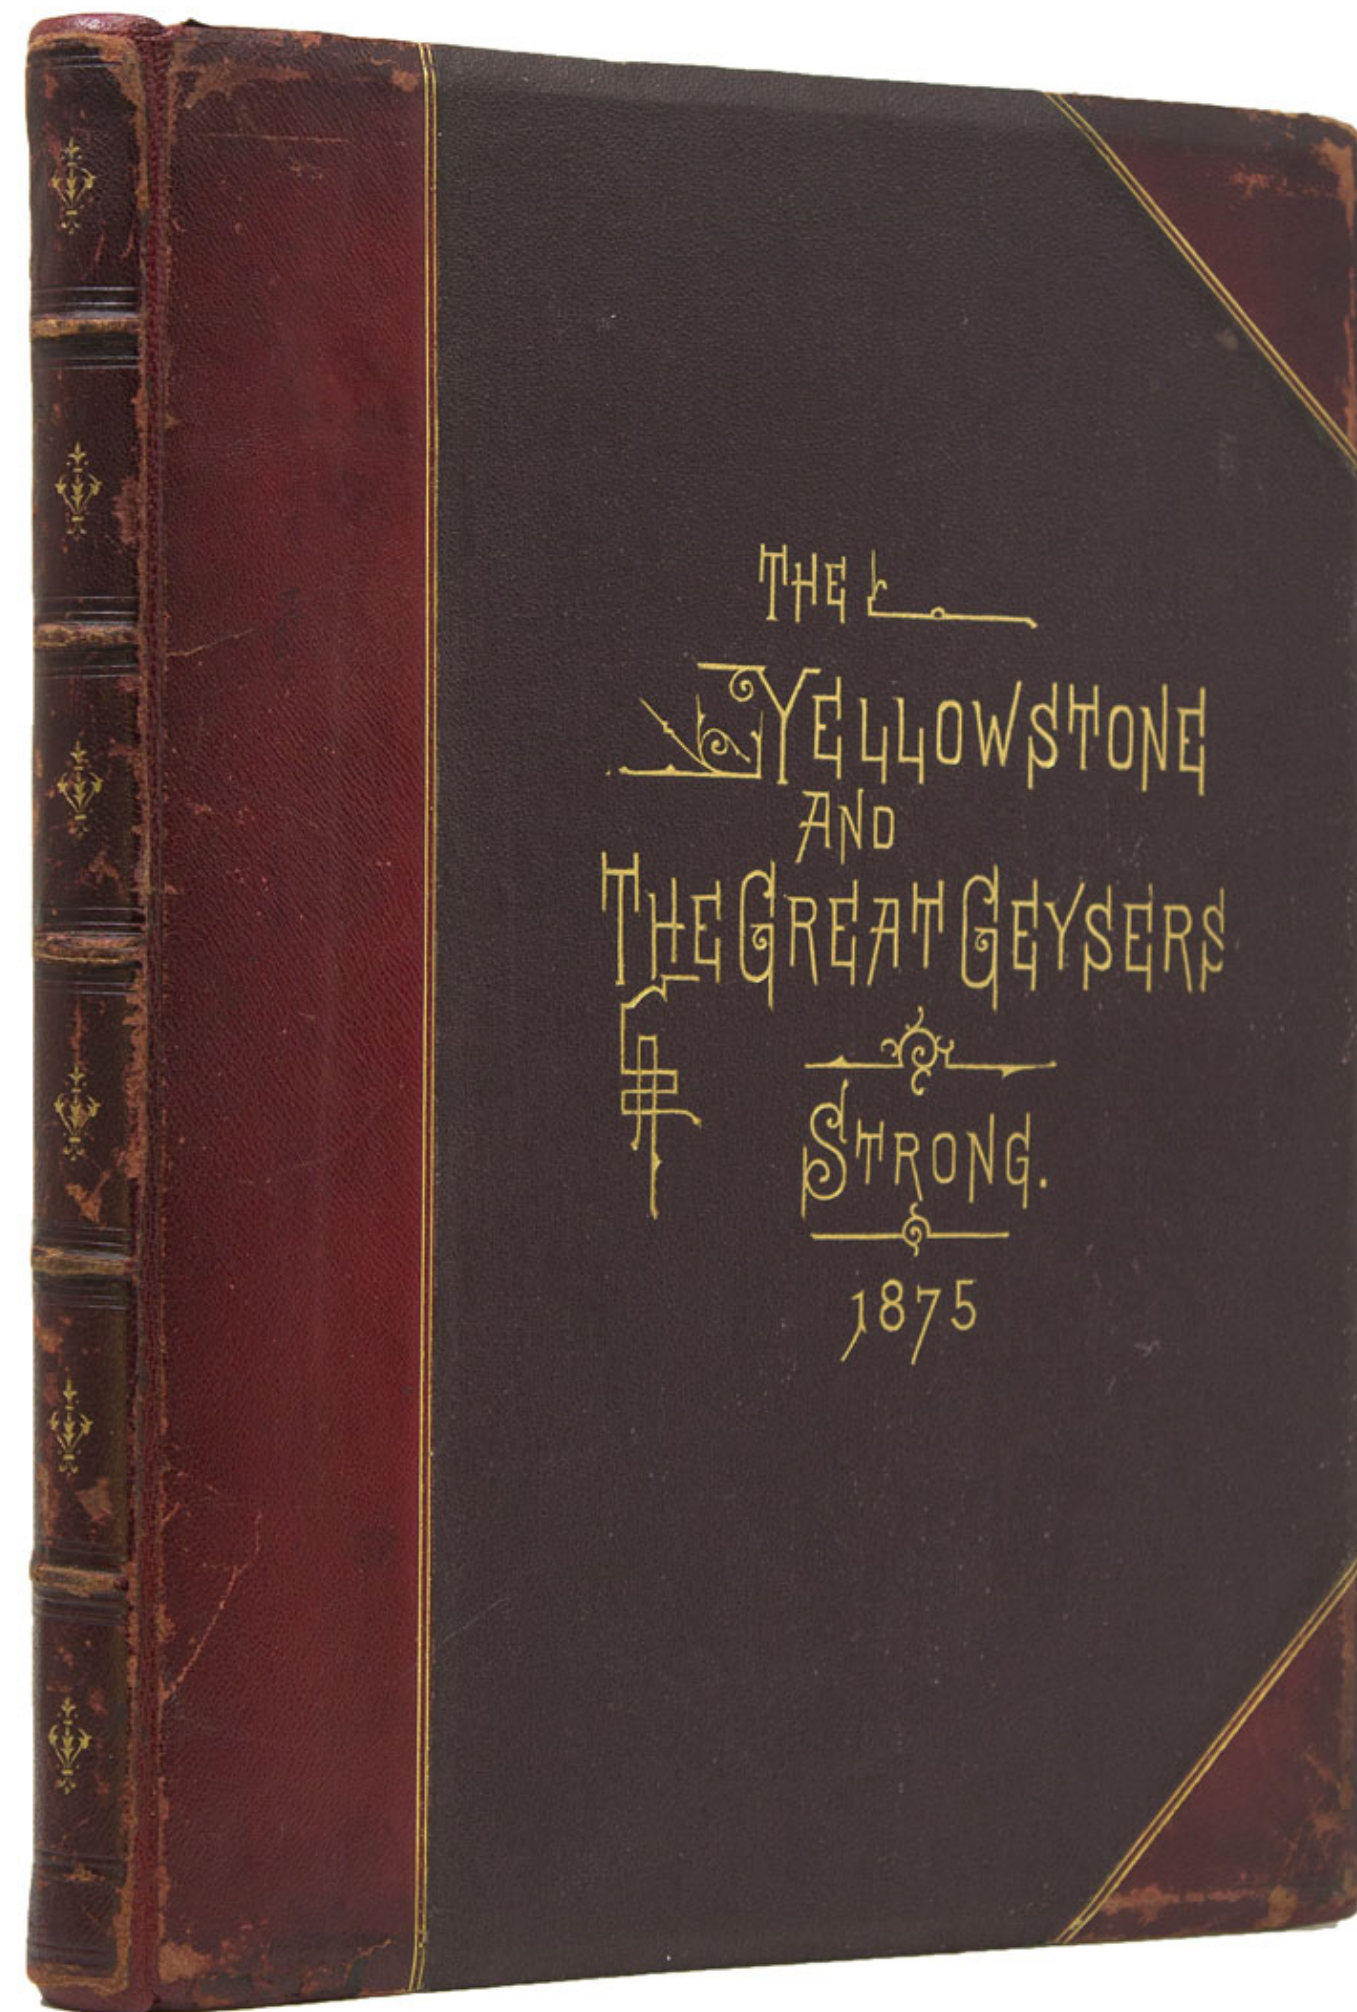 THE
YELLOWSTONE
AND
THE GREAT GEYSERS
STRONG.
1875